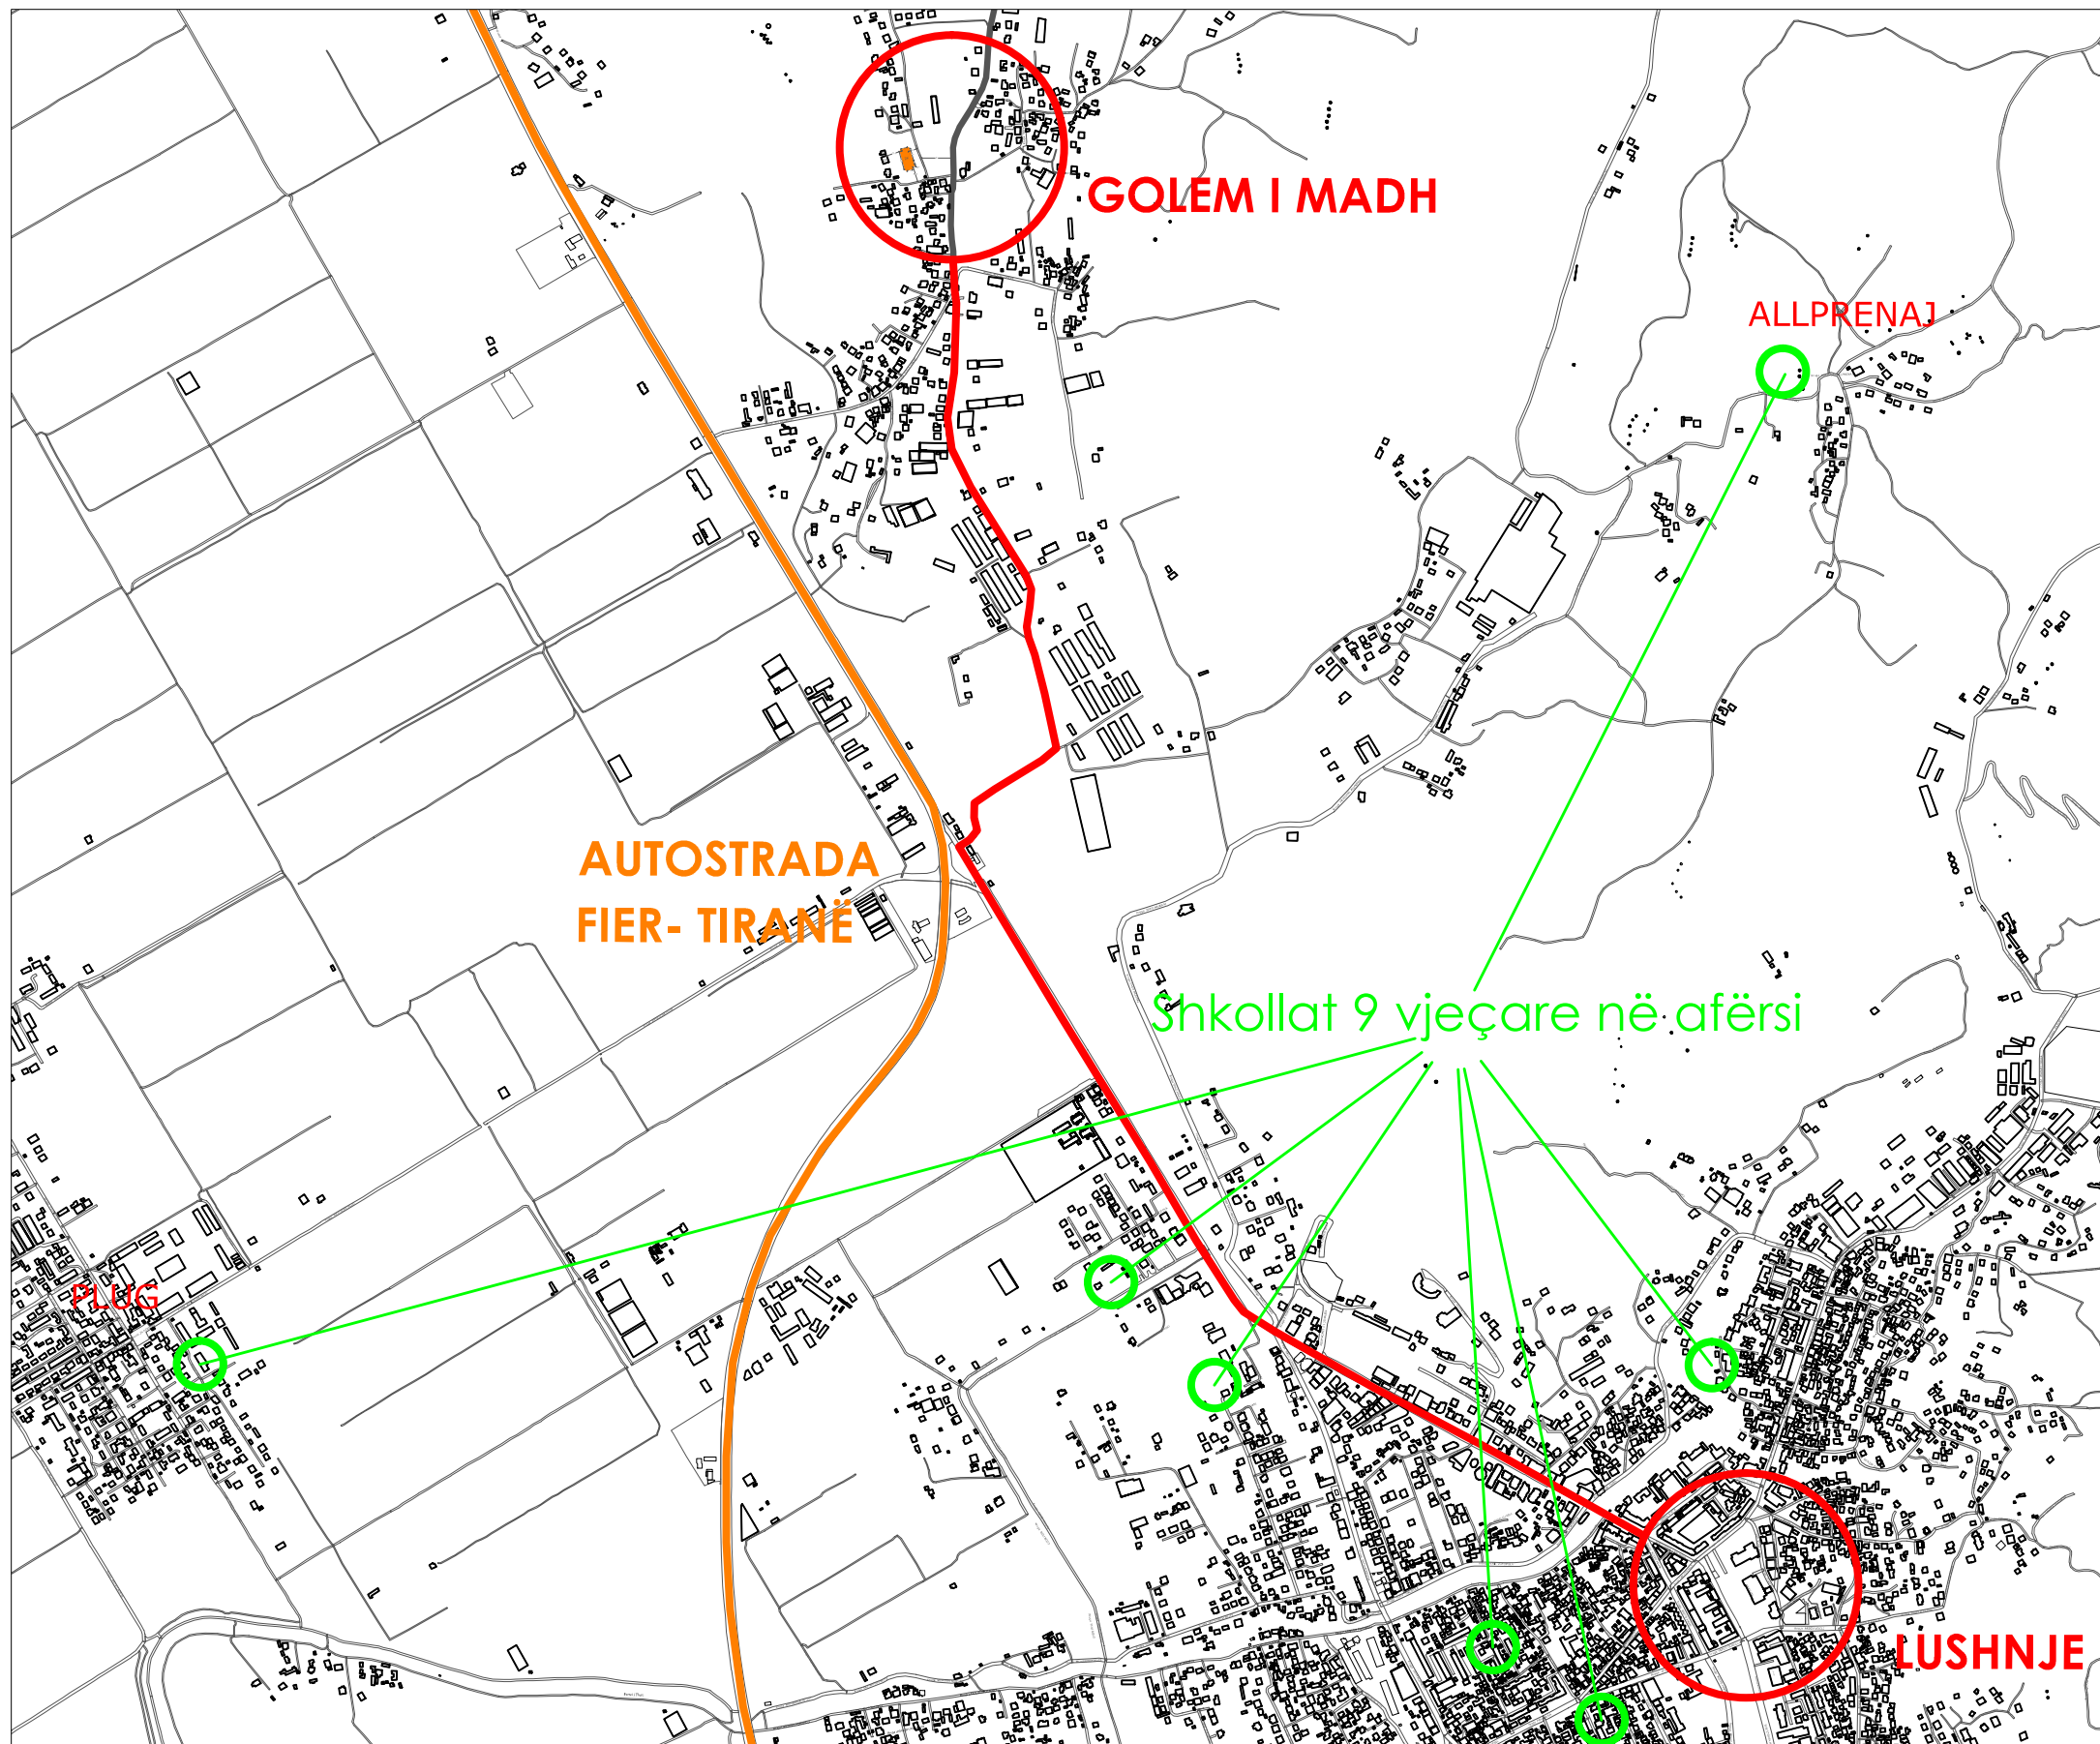 GOLEM I MADH
ALLPRENAJ
AUTOSTRADA
FIER- TIRANË
Shkollat 9 vjeçare në afërsi
PLUG
LUSHNJE